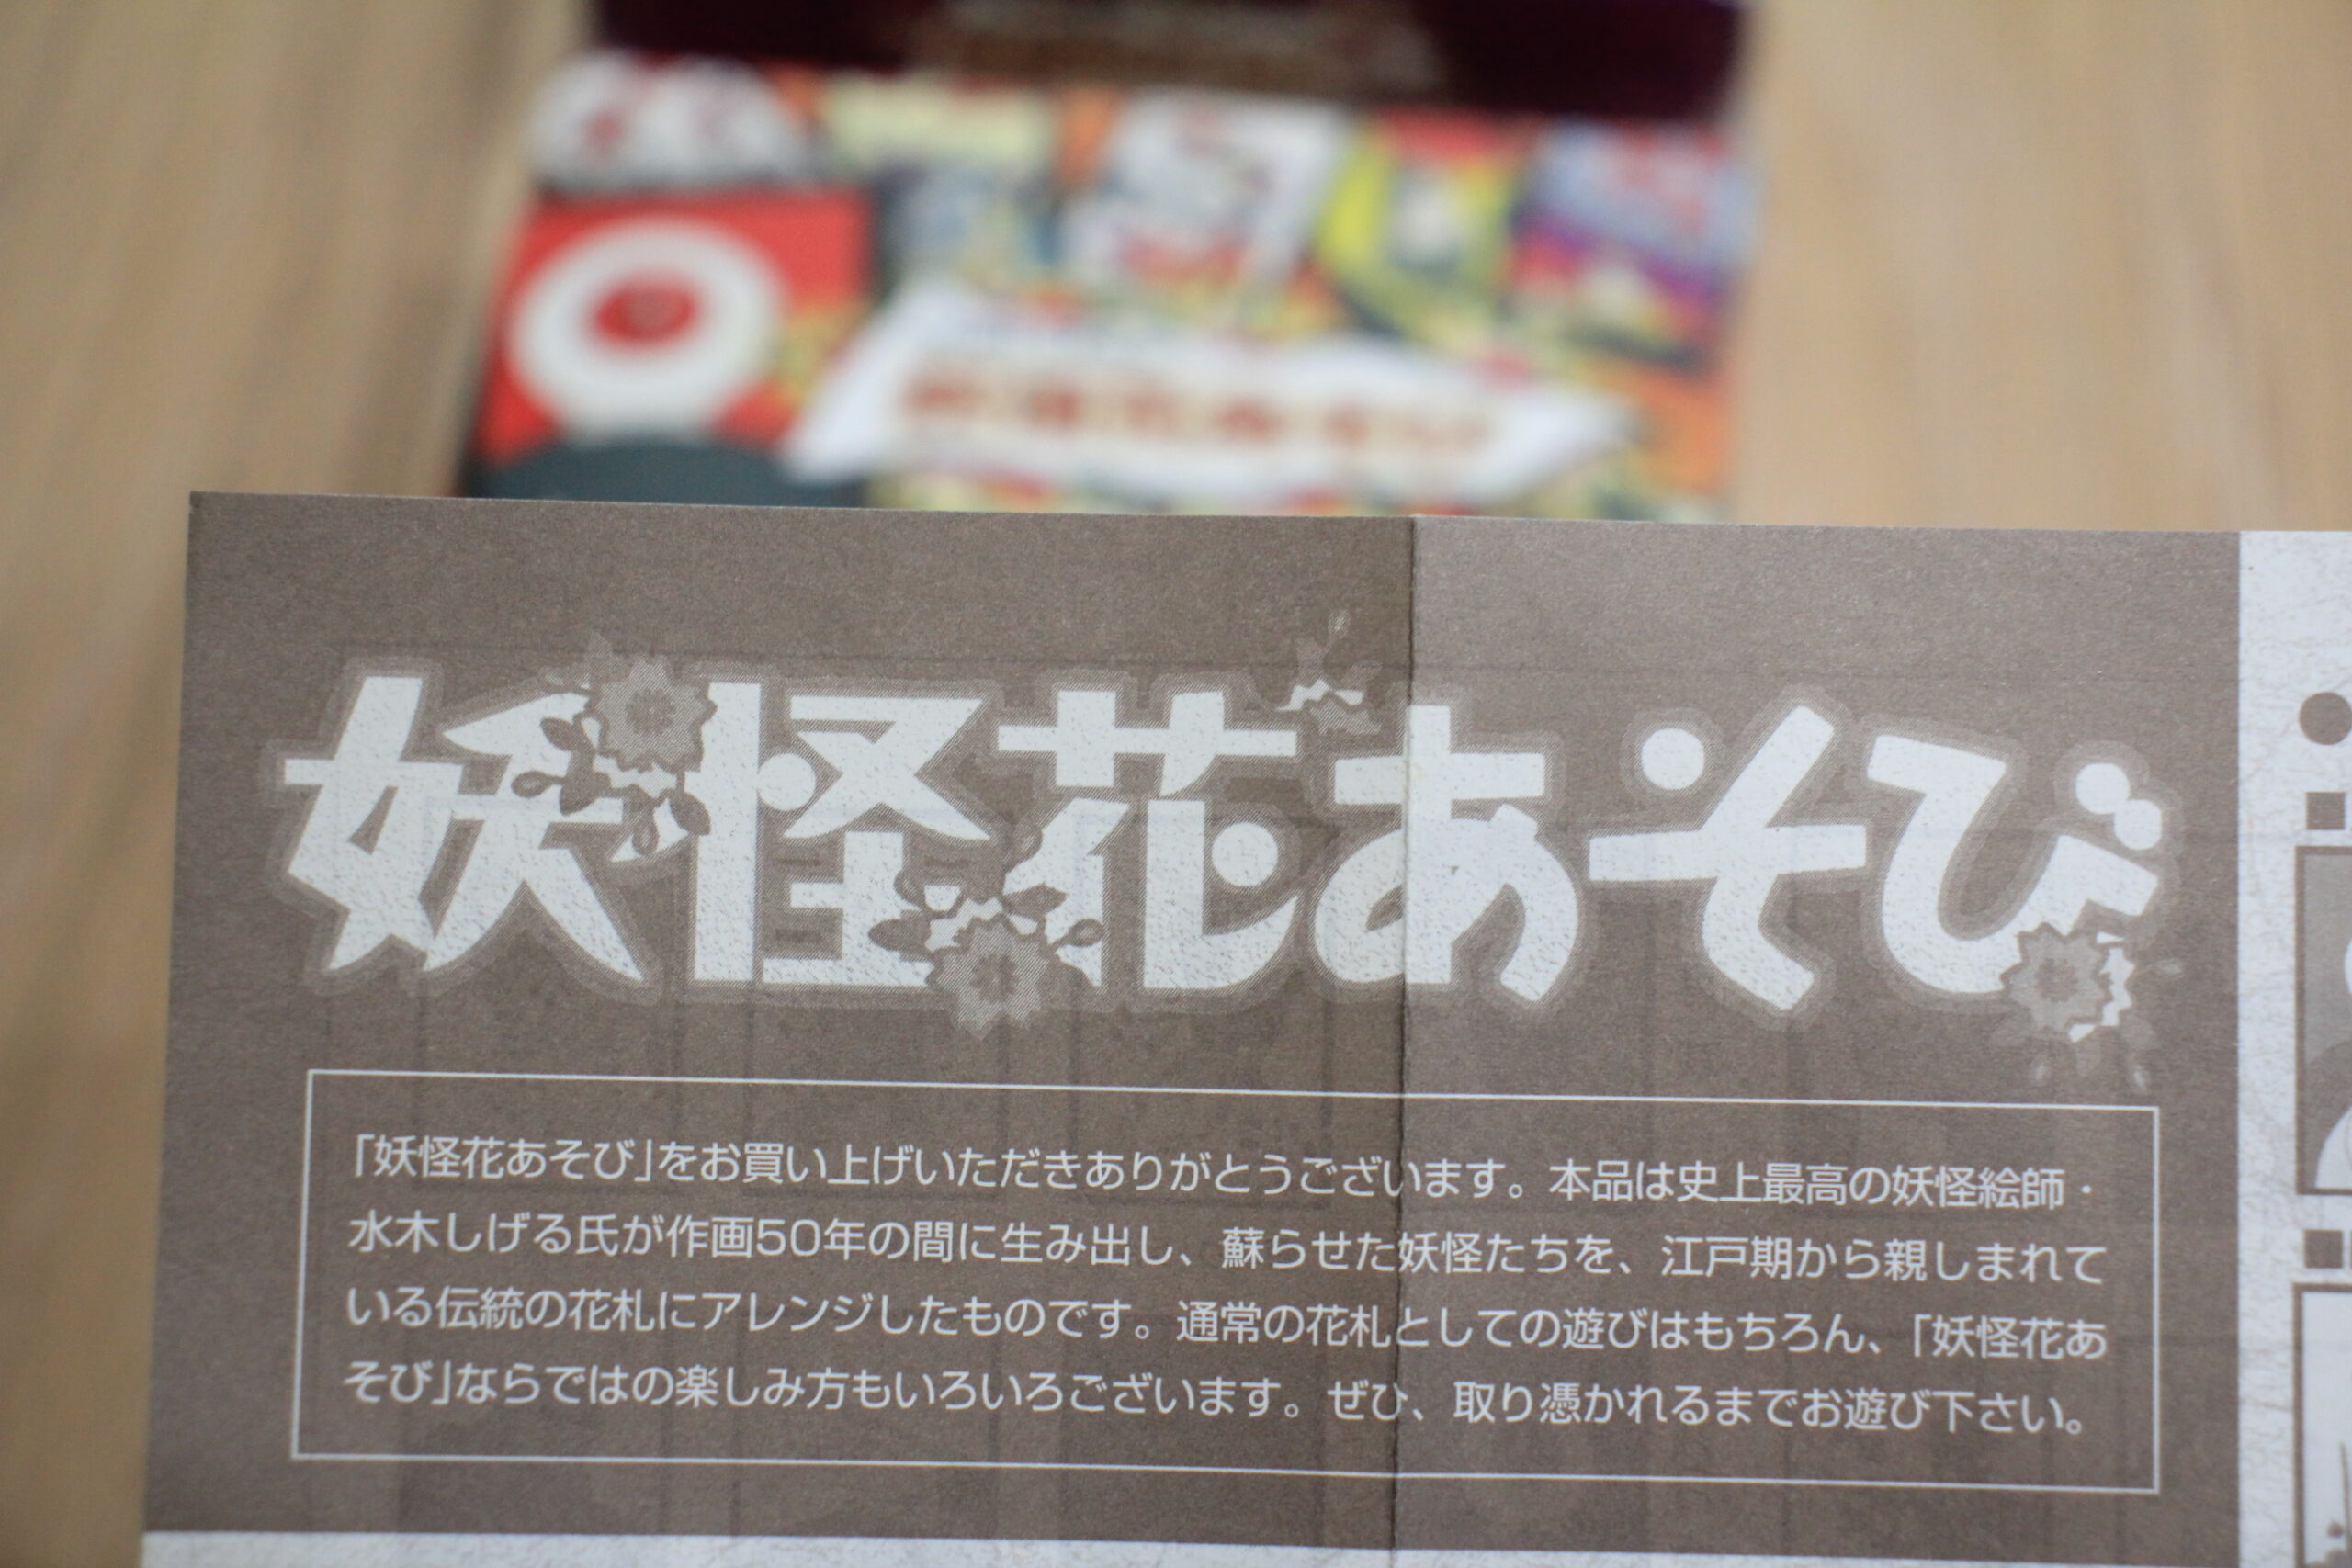 妖怪花あそび
「妖怪花あそび」をお買い上げいただきありがとうございます。本品は史上最高の妖怪絵師・
水木しげる氏が作画50年の間に生み出し、蘇らせた妖怪たちを、江戸期から親しまれて
いる伝統の花札にアレンジしたものです。通常の花札としての遊びはもちろん、「妖怪花あ
そび」ならではの楽しみ方もいろいろございます。ぜひ、取り憑かれるまでお遊び下さい。